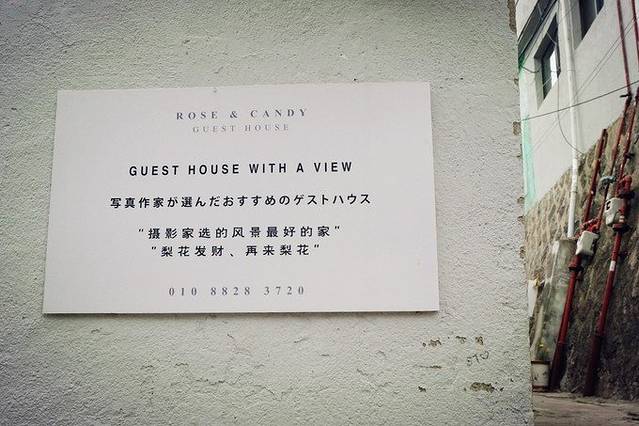 ROSE & CANDY
GUEST HOUSE
GUEST HOUSE WITH A VIEW
写真作家が選んだおすすめのゲストハウス
"摄影家选的风景最好的家"
"梨花发财、再来梨花"
010 8828 3720